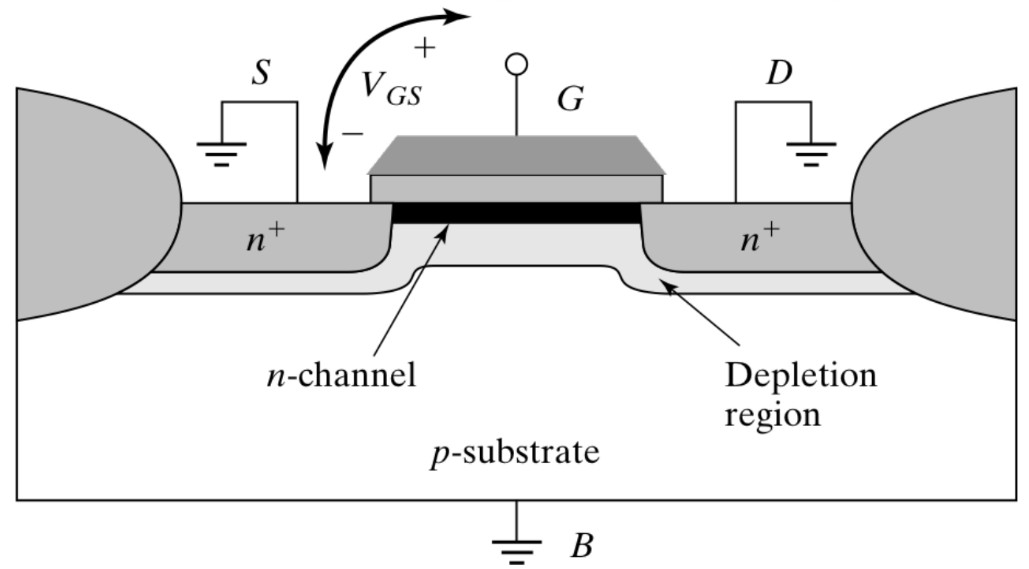 +
S
D
V_GS
G
−
n+
n+
n-channel
Depletion
region
p-substrate
B